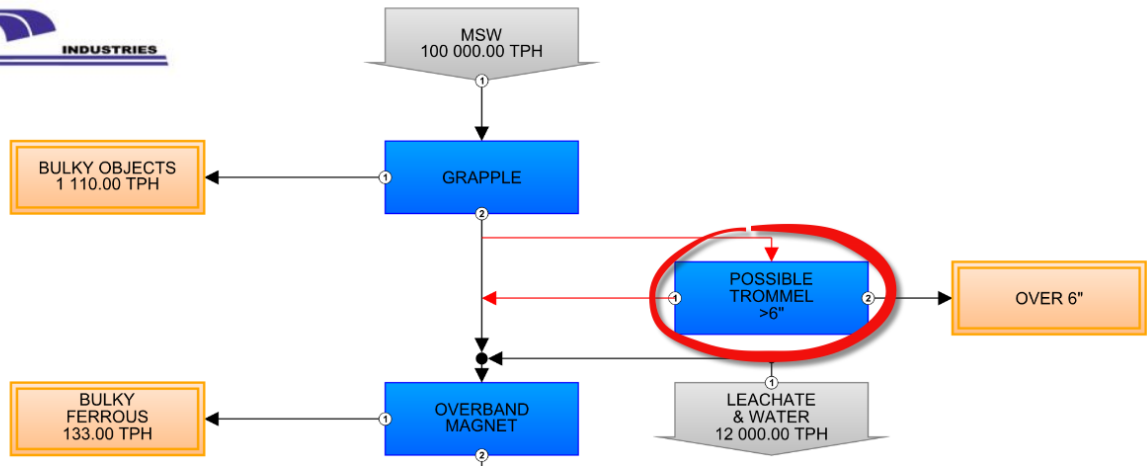 INDUSTRIES
MSW
100 000.00 TPH
1
BULKY OBJECTS
1 110.00 TPH
1
GRAPPLE
2
POSSIBLE
TROMMEL
>6"
1
2
OVER 6"
BULKY
FERROUS
133.00 TPH
1
OVERBAND
MAGNET
2
1
LEACHATE
& WATER
12 000.00 TPH